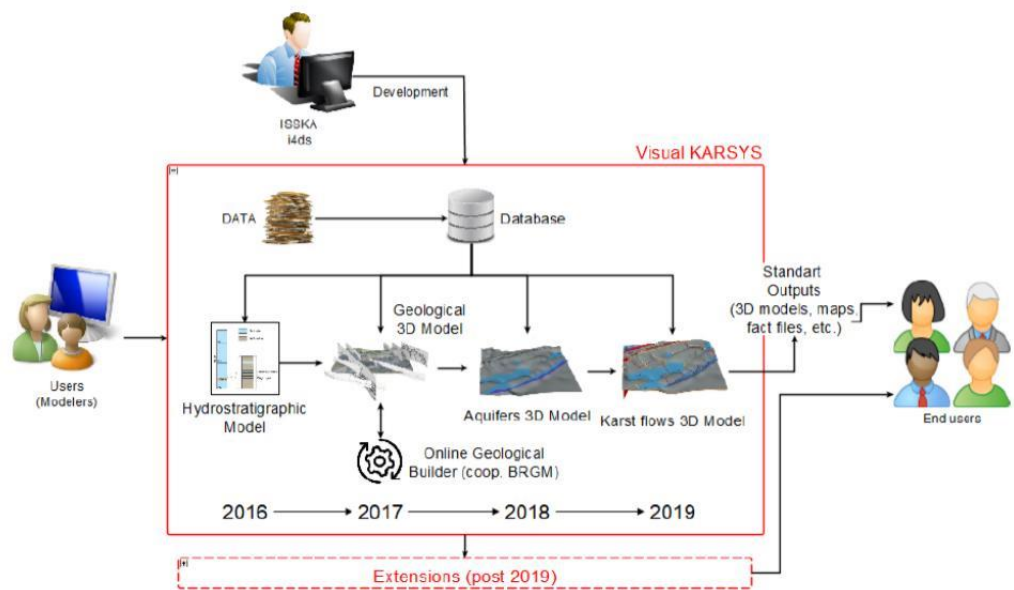 Development
ISSKA
i4ds
Visual KARSYS
DATA
Database
Standart
Outputs
(3D models, maps,
fact files, etc.)
Geological
3D Model
Users
(Modelers)
Hydrostratigraphic
Model
Aquifers 3D Model
Karst flows 3D Model
End users
Online Geological
Builder (coop. BRGM)
2016
2017
2018
2019
Extensions (post 2019)